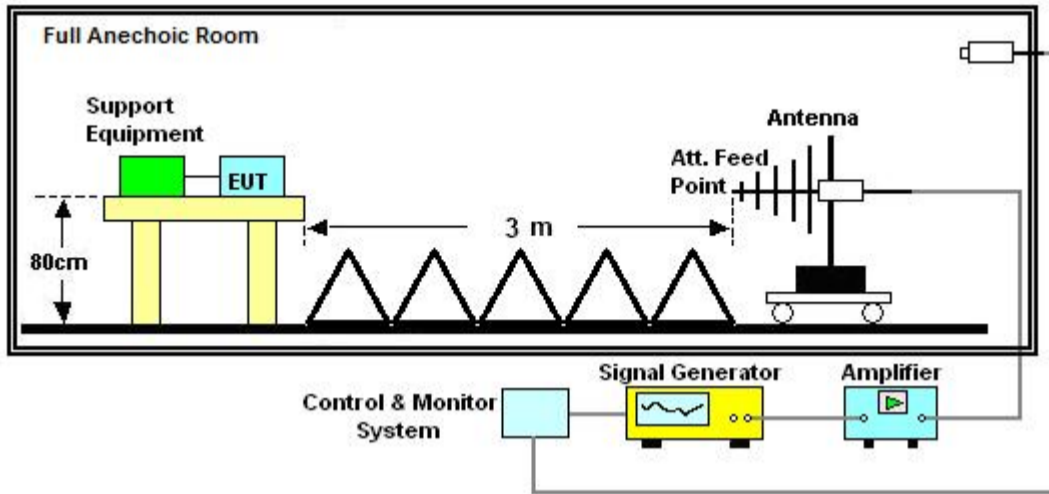 Full Anechoic Room
Support
Equipment
EUT
80cm
3 m
Antenna
Att. Feed
Point
Signal Generator
Amplifier
Control & Monitor
System